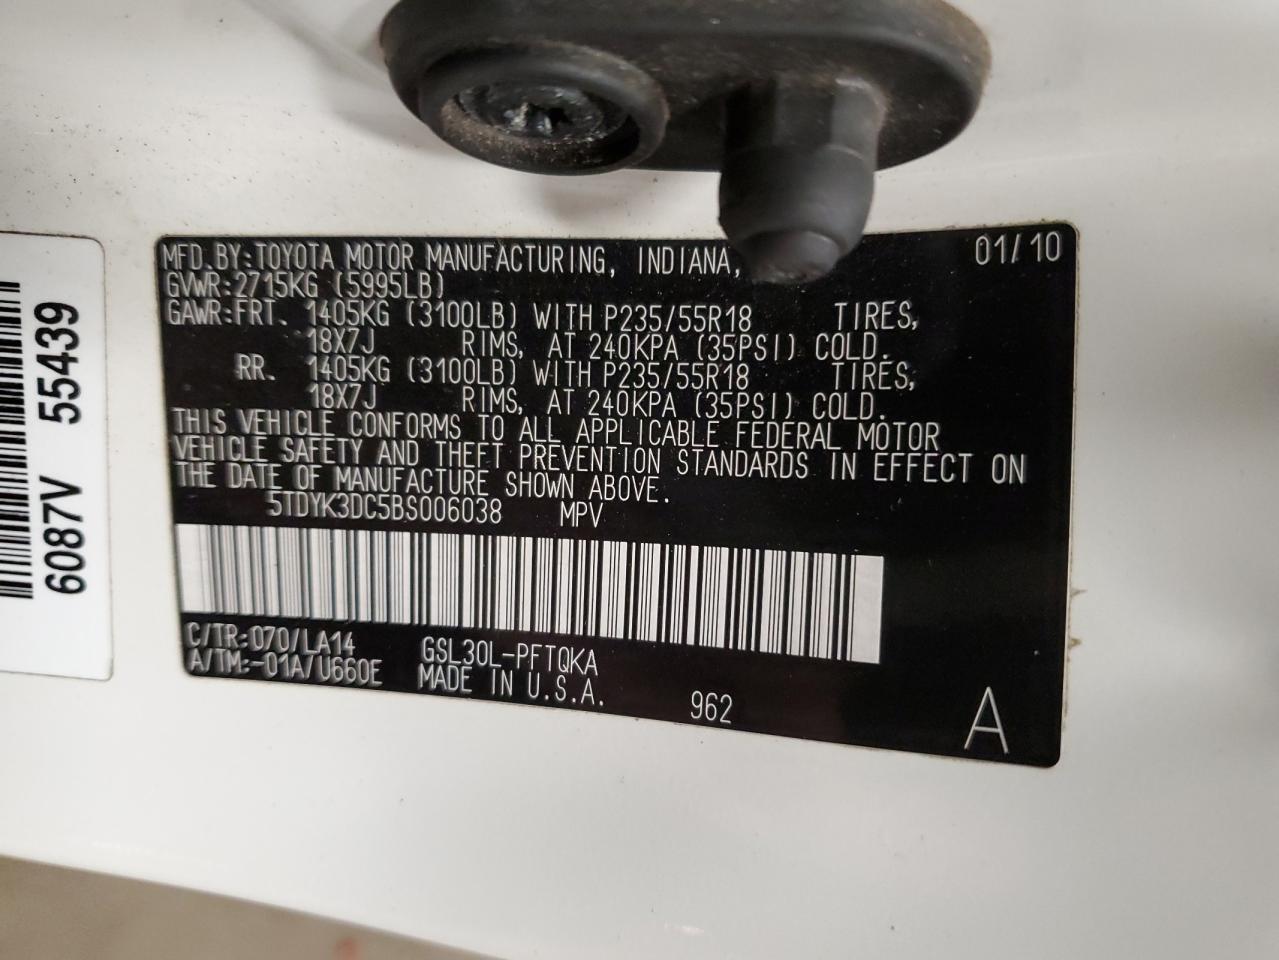 MFD.BY:TOYOTA MOTOR MANUFACTURING, INDIANA, 01/10
GVWR:2715KG (5995LB)
GAWR:FRT. 1405KG (3100LB) WITH P235/55R18 TIRES,
18X7J RIMS, AT 240KPA (35PSI) COLD.
RR. 1405KG (3100LB) WITH P235/55R18 TIRES,
18X7J RIMS, AT 240KPA (35PSI) COLD.
THIS VEHICLE CONFORMS TO ALL APPLICABLE FEDERAL MOTOR
VEHICLE SAFETY AND THEFT PREVENTION STANDARDS IN EFFECT ON
THE DATE OF MANUFACTURE SHOWN ABOVE.
5TDYK3DC5BS006038 MPV
C/TR:070/LA14 GSL30L-PFTQKA
A/TM:-01A/U660E MADE IN U.S.A.
962
A
6087V 55439